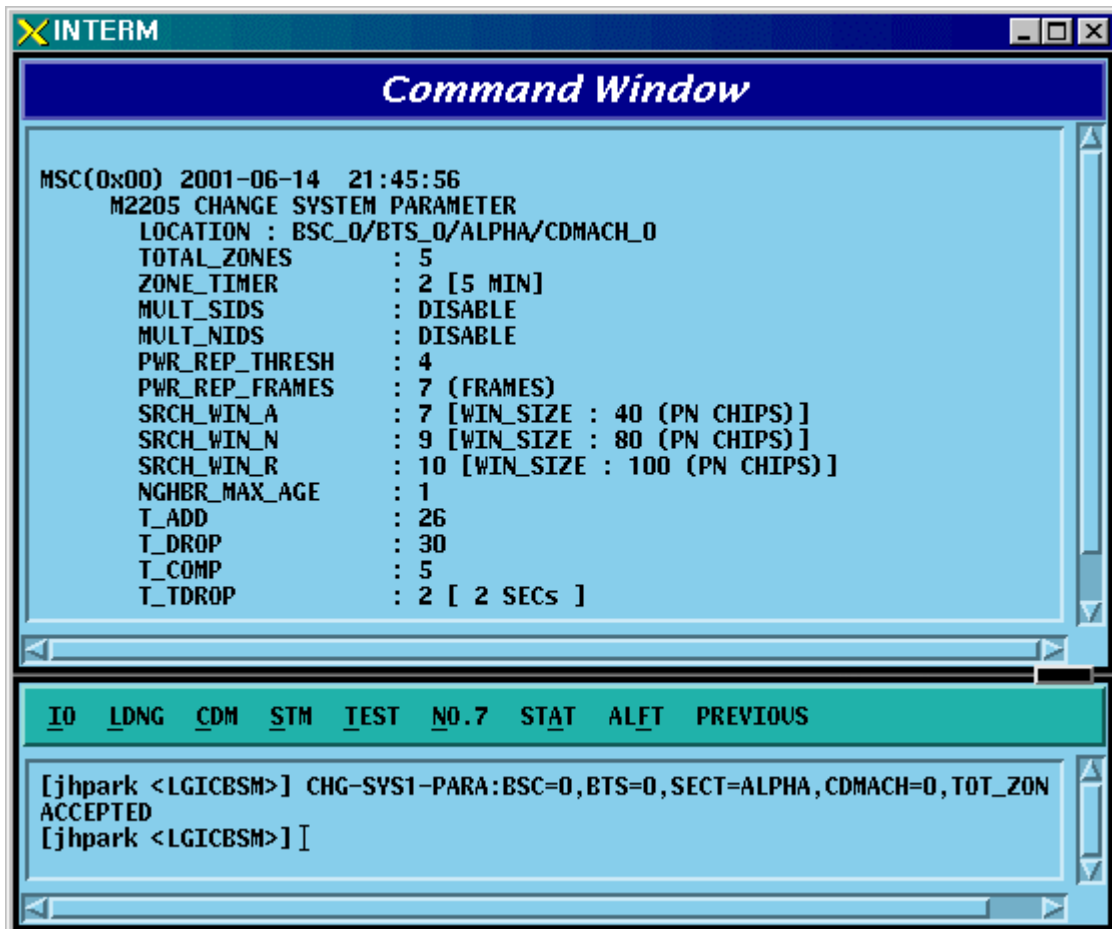 INTERM
Command Window
MSC(0x00) 2001-06-14 21:45:56
M2205 CHANGE SYSTEM PARAMETER
LOCATION : BSC_0/BTS_0/ALPHA/CDMACH_0
TOTAL_ZONES : 5
ZONE_TIMER : 2 [5 MIN]
MULT_SIDS : DISABLE
MULT_NIDS : DISABLE
PWR_REP_THRESH : 4
PWR_REP_FRAMES : 7 (FRAMES)
SRCH_WIN_A : 7 [WIN_SIZE : 40 (PN CHIPS)]
SRCH_WIN_N : 9 [WIN_SIZE : 80 (PN CHIPS)]
SRCH_WIN_R : 10 [WIN_SIZE : 100 (PN CHIPS)]
NGHBR_MAX_AGE : 1
T_ADD : 26
T_DROP : 30
T_COMP : 5
T_TDROP : 2 [ 2 SECs ]
IO LDNG CDM STM TEST NO.7 STAT ALFT PREVIOUS
[jhpark <LGICBSM>] CHG-SYS1-PARA:BSC=0,BTS=0,SECT=ALPHA,CDMACH=0,TOT_ZON
ACCEPTED
[jhpark <LGICBSM>]